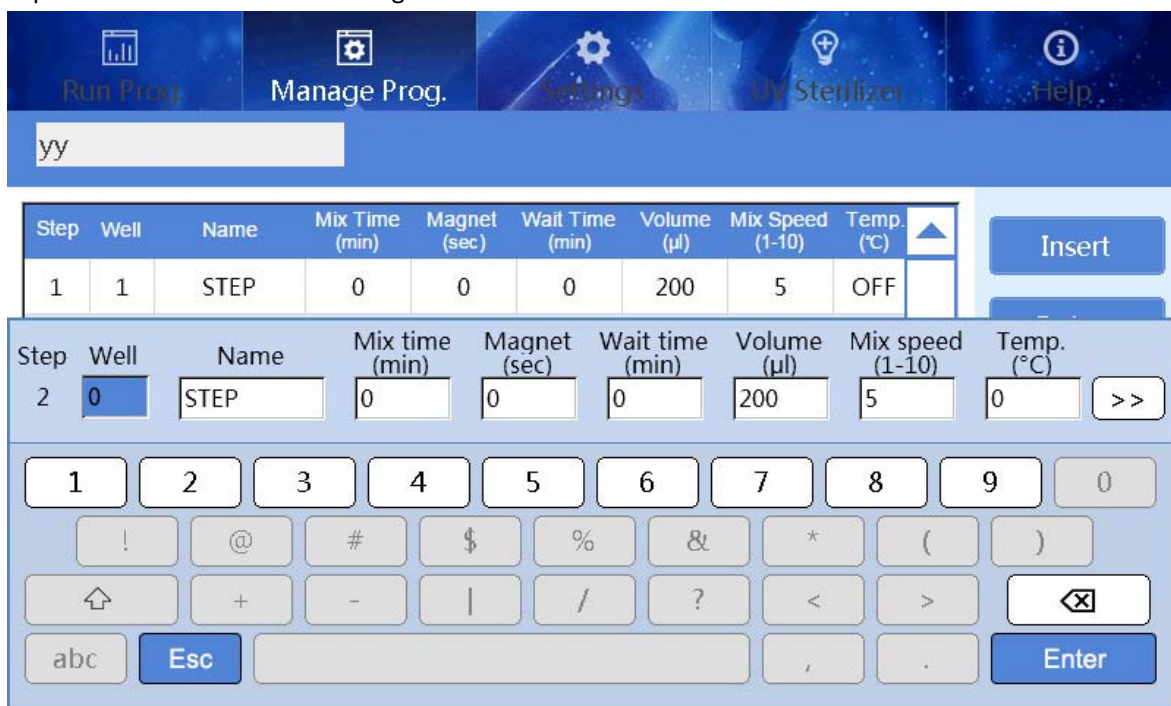 Run Prog. Manage Prog. Settings UV Sterilizer Help
yy
Step Well Name Mix Time (min) Magnet (sec) Wait Time (min) Volume (µl) Mix Speed (1-10) Temp. (℃)
Insert
1 1 STEP 0 0 0 200 5 OFF
Step Well Name Mix time (min) Magnet (sec) Wait time (min) Volume (µl) Mix speed (1-10) Temp. (°C)
2 0 STEP 0 0 0 200 5 0 >>
1 2 3 4 5 6 7 8 9 0
! @ # $ % & * ( )
+ - | / ? < >
abc Esc , . Enter